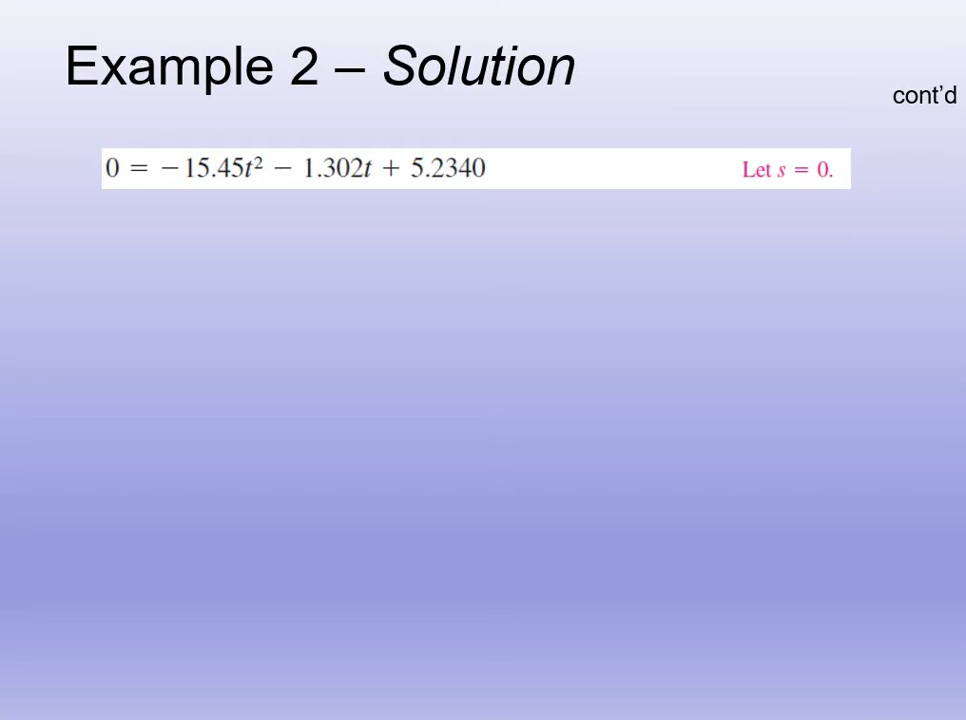 Example 2 – Solution
cont'd
0 = −15.45t² − 1.302t + 5.2340 Let s = 0.